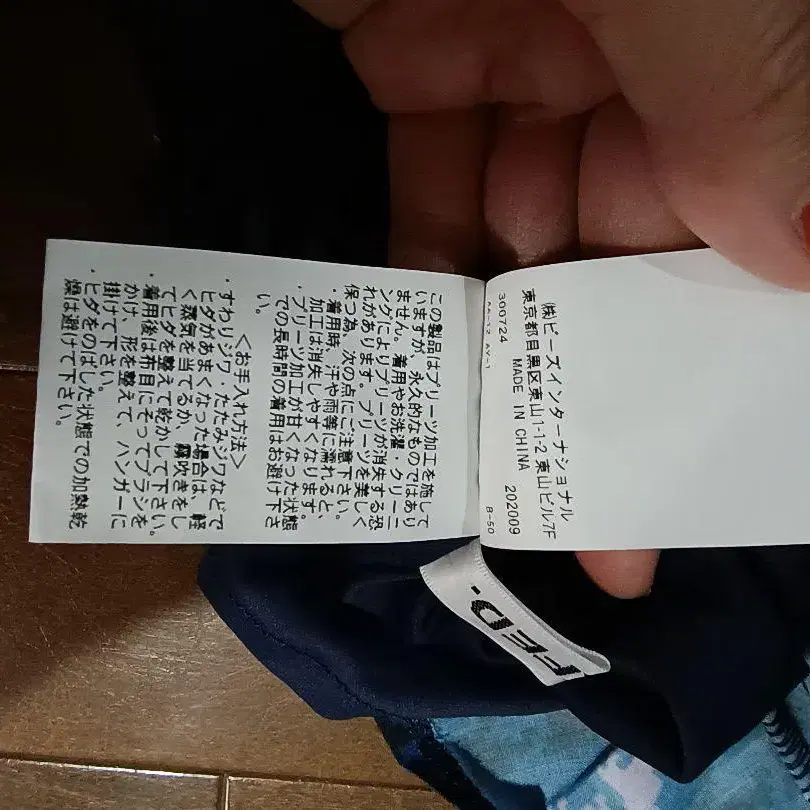 この製品はプリーツ加工を施して
いますが、永久的なものではあり
ません。着用やお洗濯・クリーニ
ングによりプリーツが消失する恐
れがあります。プリーツを美しく
保つ為、次の点にご注意下さい。
・着用時、汗や雨等に濡れると、
加工は消失しやすくなります。
・プリーツ加工が甘くなった状態
での長時間の着用はお避け下さ
い。
＜お手入れ方法＞
・すわりジワ・たたみジワなどで
ヒダがあまくなった場合は、軽
く蒸気を当てるか、霧吹きをし
てヒダを整えて乾かして下さい。
・着用後は布目にそってブラシを
かけ、形を整えて、ハンガーに
掛けて下さい。
・ヒダをのばした状態での加熱乾
燥は避けて下さい。
㈱ビーズインターナショナル
東京都目黒区東山1-1-2 東山ビル7F
MADE IN CHINA
300724 202009
B-50
FED.